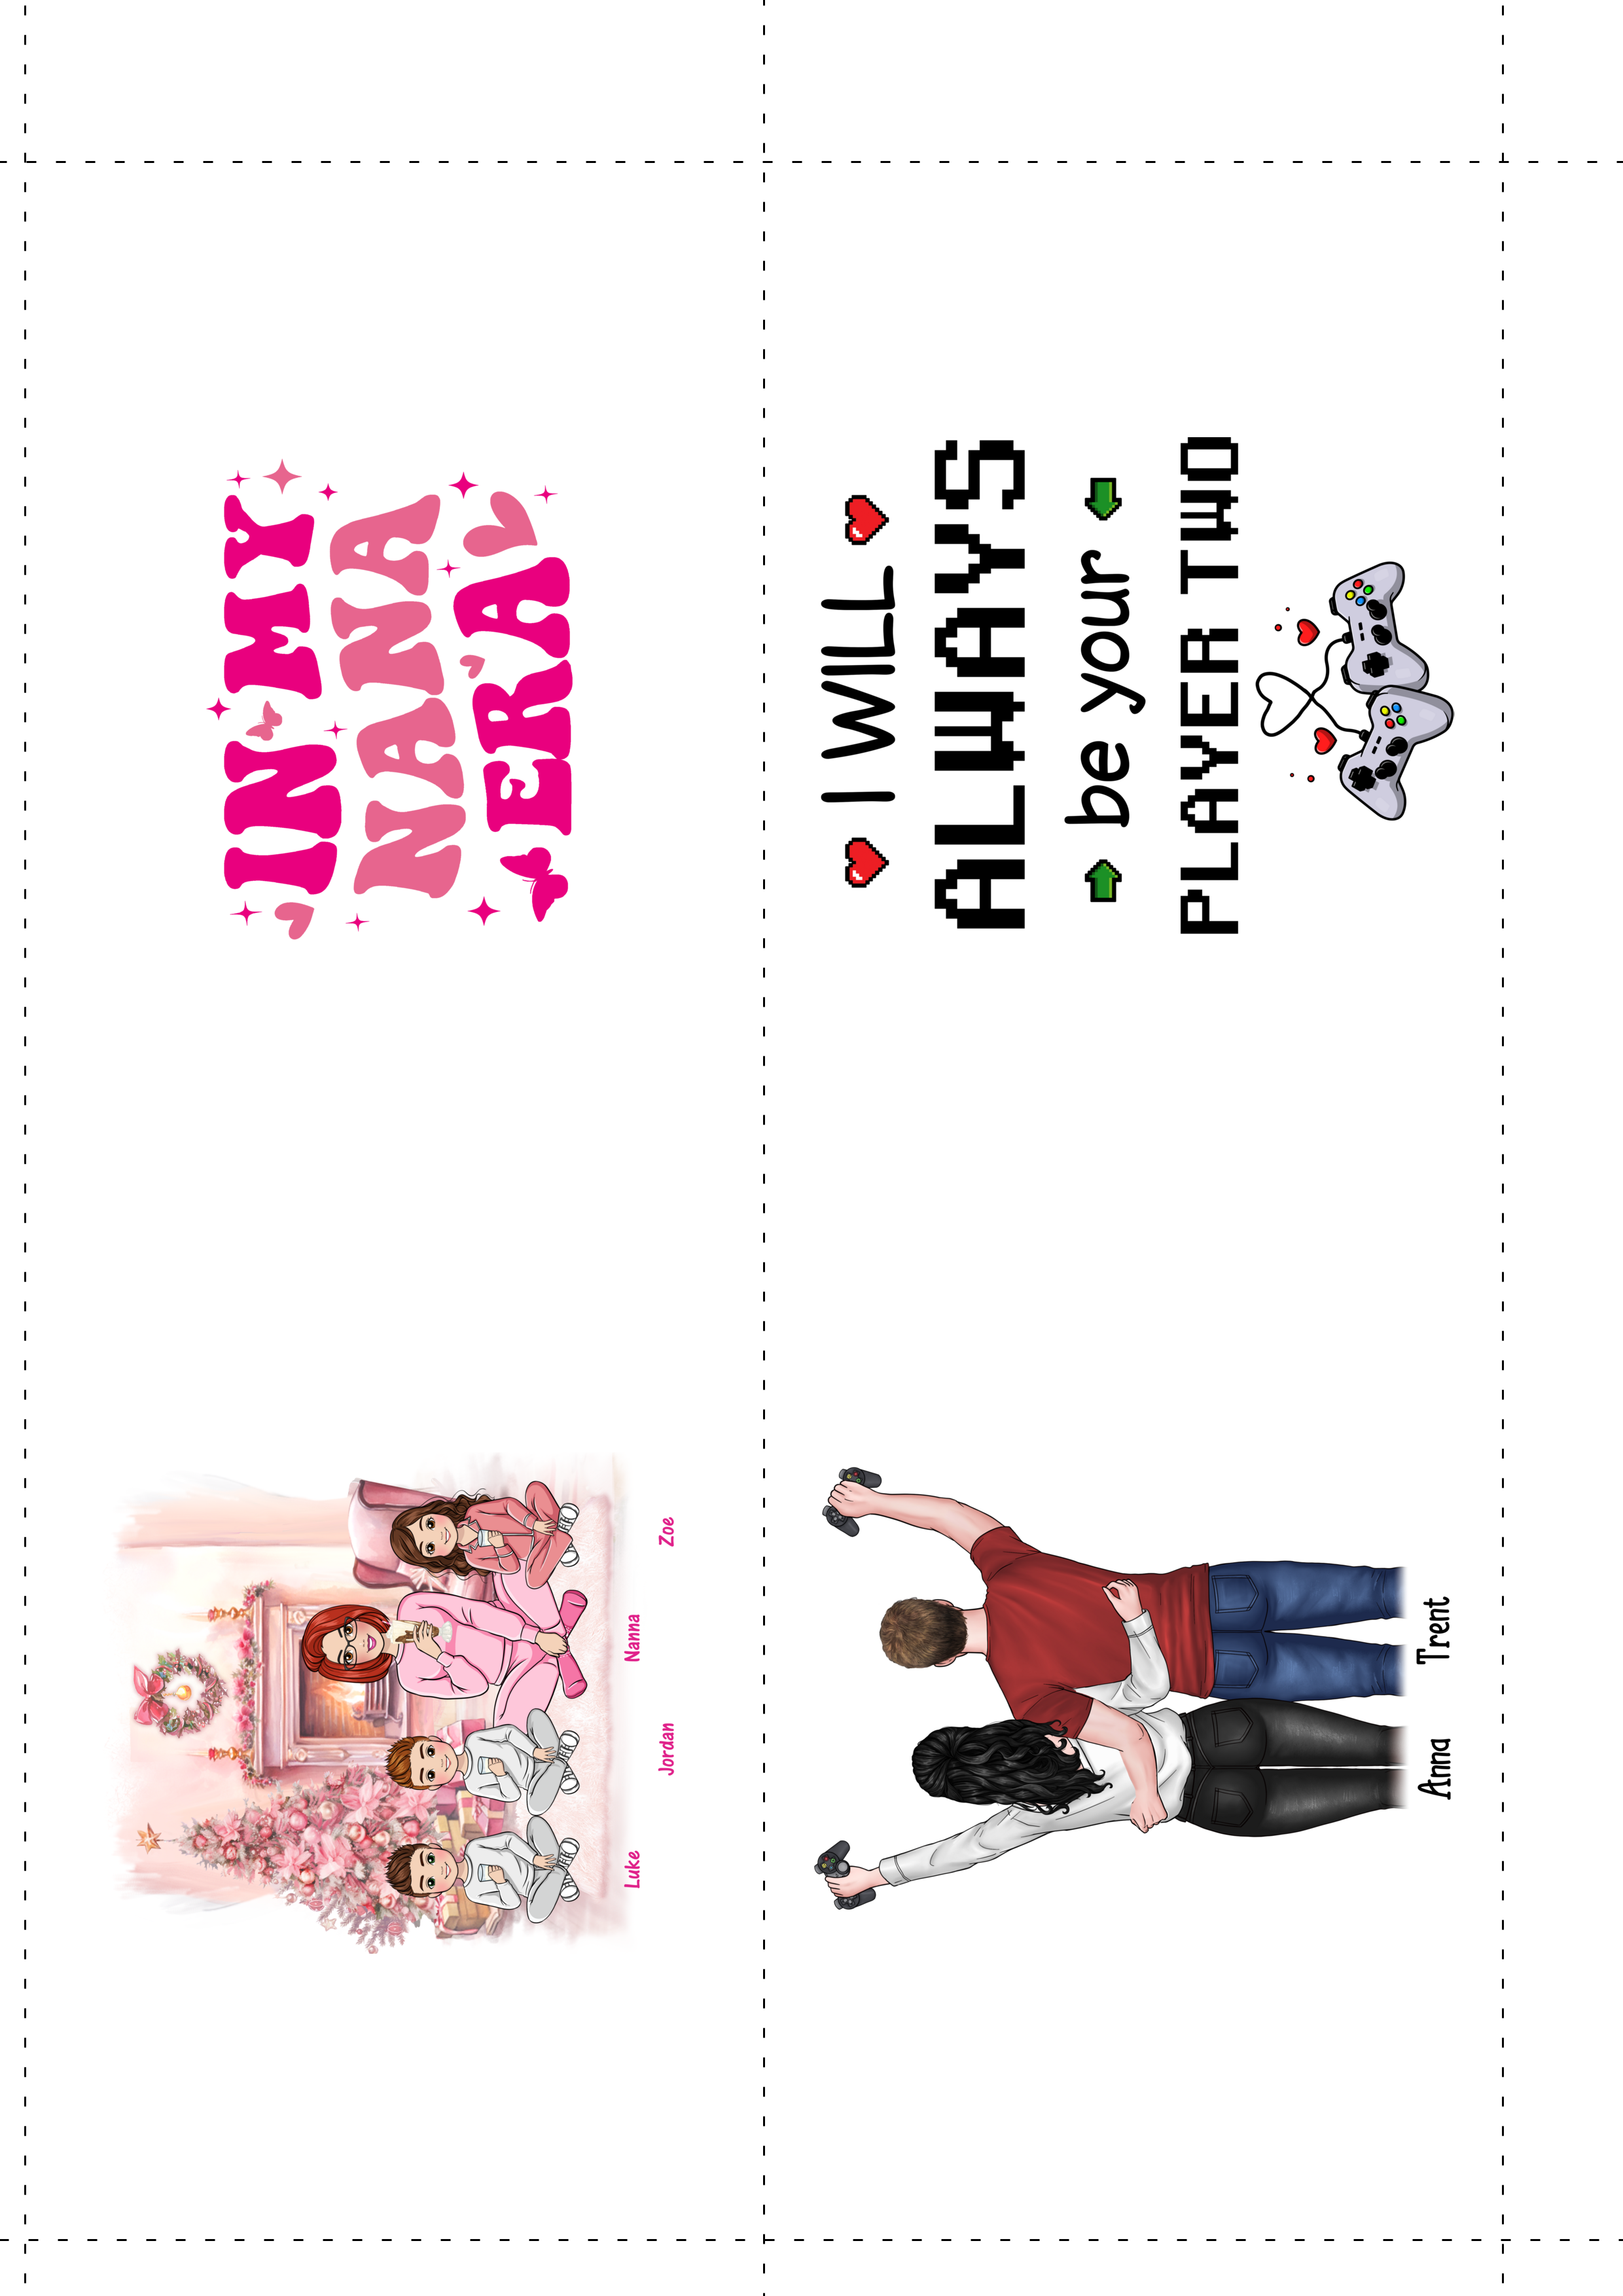 IN MY
NANA
ERA
Luke
Jordan
Nanna
Zoe
I WILL
ALWAYS
be your
PLAYER TWO
Anna
Trent